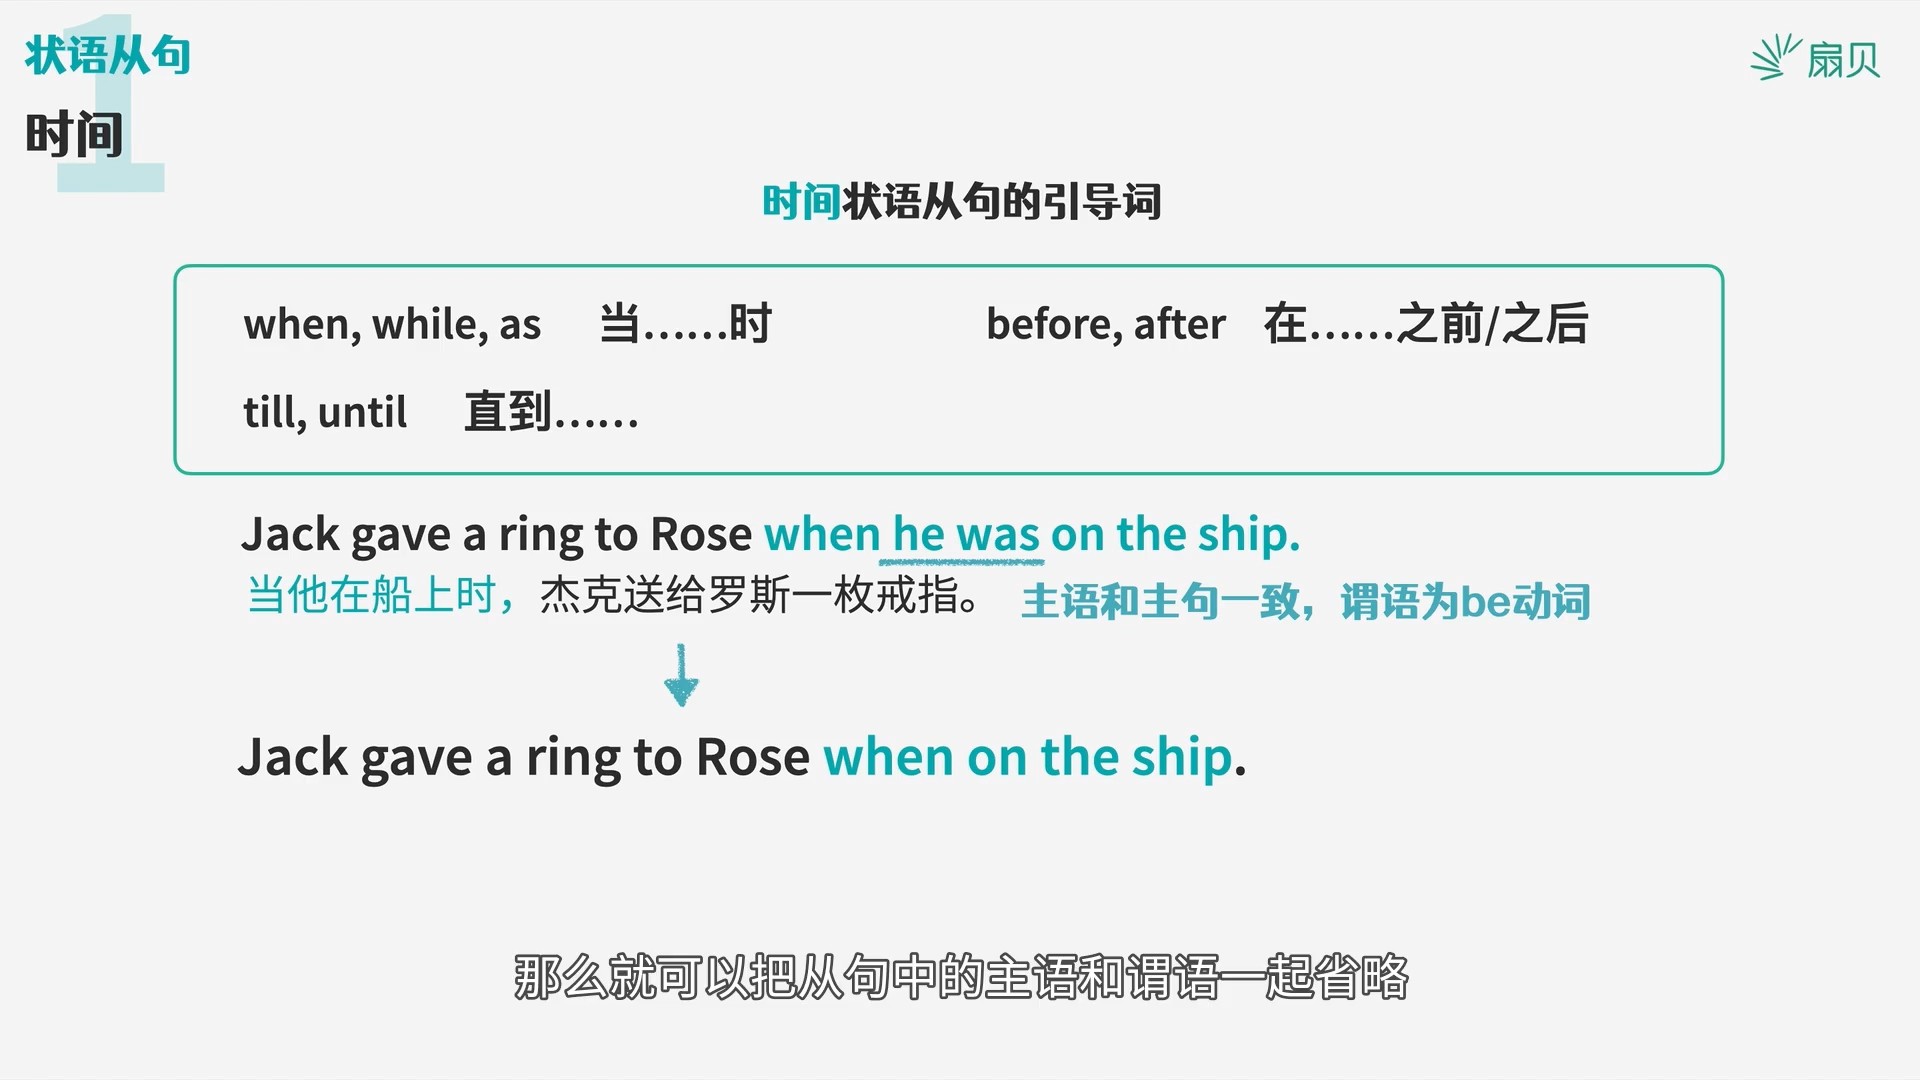 1
状语从句
扇贝
时间
时间状语从句的引导词
when, while, as 当……时
before, after 在……之前/之后
till, until 直到……
Jack gave a ring to Rose when he was on the ship.
当他在船上时，杰克送给罗斯一枚戒指。
主语和主句一致，谓语为be动词
Jack gave a ring to Rose when on the ship.
那么就可以把从句中的主语和谓语一起省略